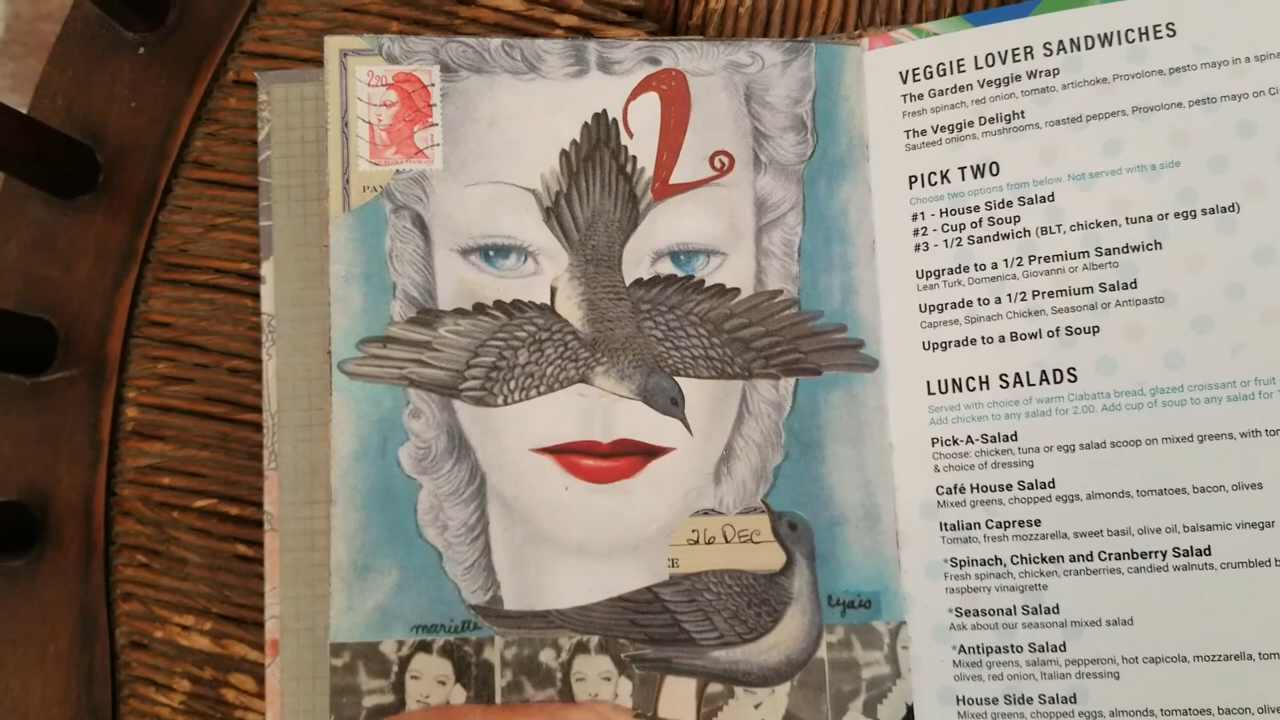 2,20
2
26 DEC
mariette
lyais
VEGGIE LOVER SANDWICHES
The Garden Veggie Wrap
Fresh spinach, red onion, tomato, artichoke, Provolone, pesto mayo in a
The Veggie Delight
Sauteed onions, mushrooms, roasted peppers, Provolone, pesto mayo on
PICK TWO
Choose two options from below. Not served with a side
#1 - House Side Salad
#2 - Cup of Soup
#3 - 1/2 Sandwich (BLT, chicken, tuna or egg salad)
Upgrade to a 1/2 Premium Sandwich
Lean Turk, Domenica, Giovanni or Alberto
Upgrade to a 1/2 Premium Salad
Caprese, Spinach Chicken, Seasonal or Antipasto
Upgrade to a Bowl of Soup
LUNCH SALADS
Served with choice of warm Ciabatta bread, glazed croissant or fruit
Add chicken to any salad for 2.00. Add cup of soup to any salad for
Pick-A-Salad
Choose: chicken, tuna or egg salad scoop on mixed greens, with
& choice of dressing
Café House Salad
Mixed greens, chopped eggs, almonds, tomatoes, bacon, olives
Italian Caprese
Tomato, fresh mozzarella, sweet basil, olive oil, balsamic vinegar
*Spinach, Chicken and Cranberry Salad
Fresh spinach, chicken, cranberries, candied walnuts, crumbled
raspberry vinaigrette
*Seasonal Salad
Ask about our seasonal mixed salad
*Antipasto Salad
Mixed greens, salami, pepperoni, hot capicola, mozzarella,
olives, red onion, Italian dressing
House Side Salad
Mixed greens, chopped eggs, almonds, tomatoes, bacon,